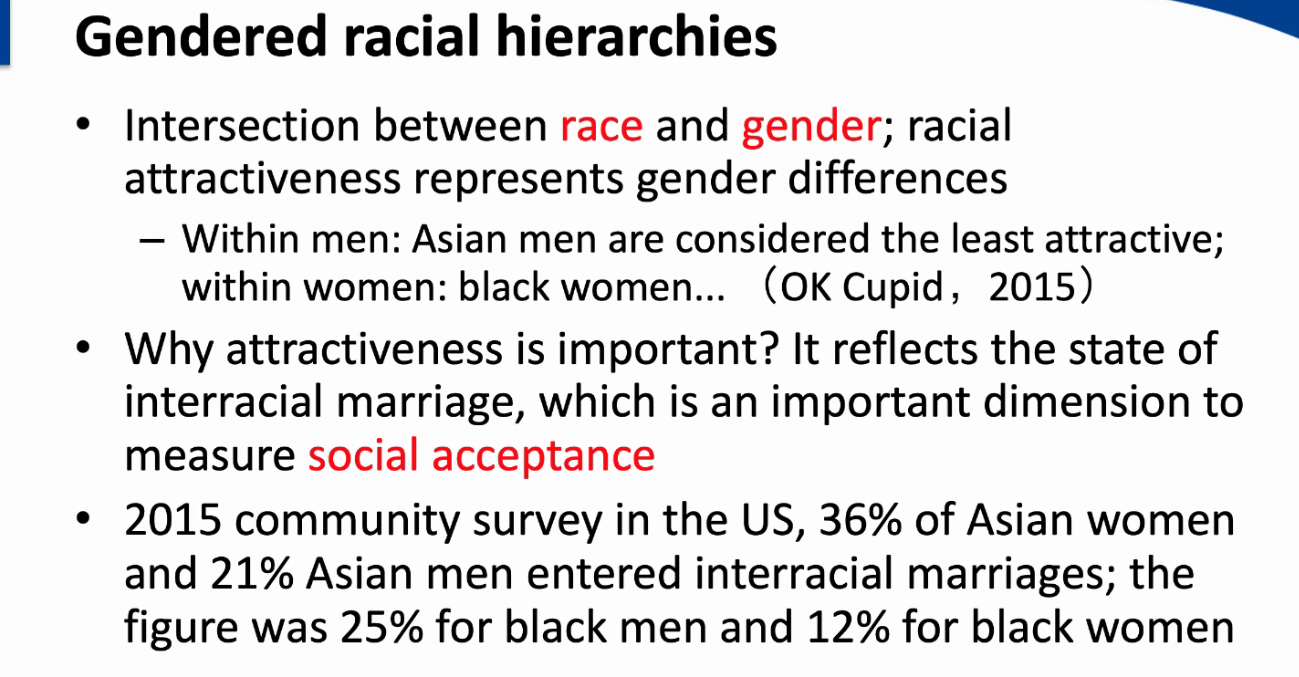 Gendered racial hierarchies
• Intersection between race and gender; racial
attractiveness represents gender differences
– Within men: Asian men are considered the least attractive;
within women: black women... （OK Cupid，2015）
• Why attractiveness is important? It reflects the state of
interracial marriage, which is an important dimension to
measure social acceptance
• 2015 community survey in the US, 36% of Asian women
and 21% Asian men entered interracial marriages; the
figure was 25% for black men and 12% for black women